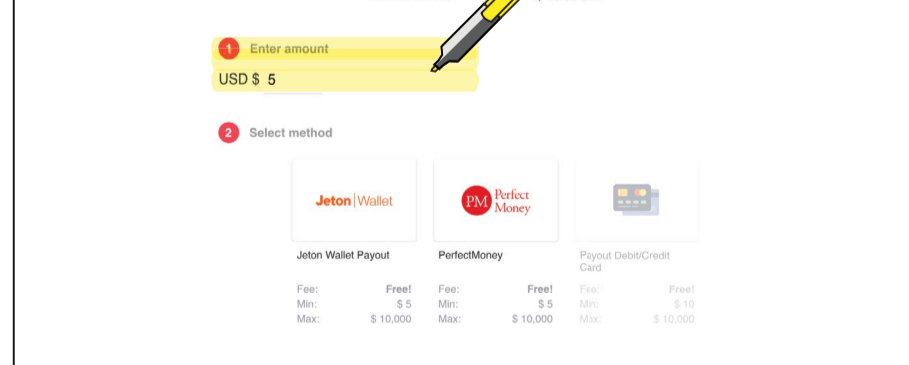 1 Enter amount
USD $ 5
2 Select method
Jeton|Wallet
PM Perfect
Money
Jeton Wallet Payout
PerfectMoney
Payout Debit/Credit
Card
Fee: Free! Fee: Free! Fee: Free!
Min: $ 5 Min: $ 5 Min: $ 10
Max: $ 10,000 Max: $ 10,000 Max: $ 10,000